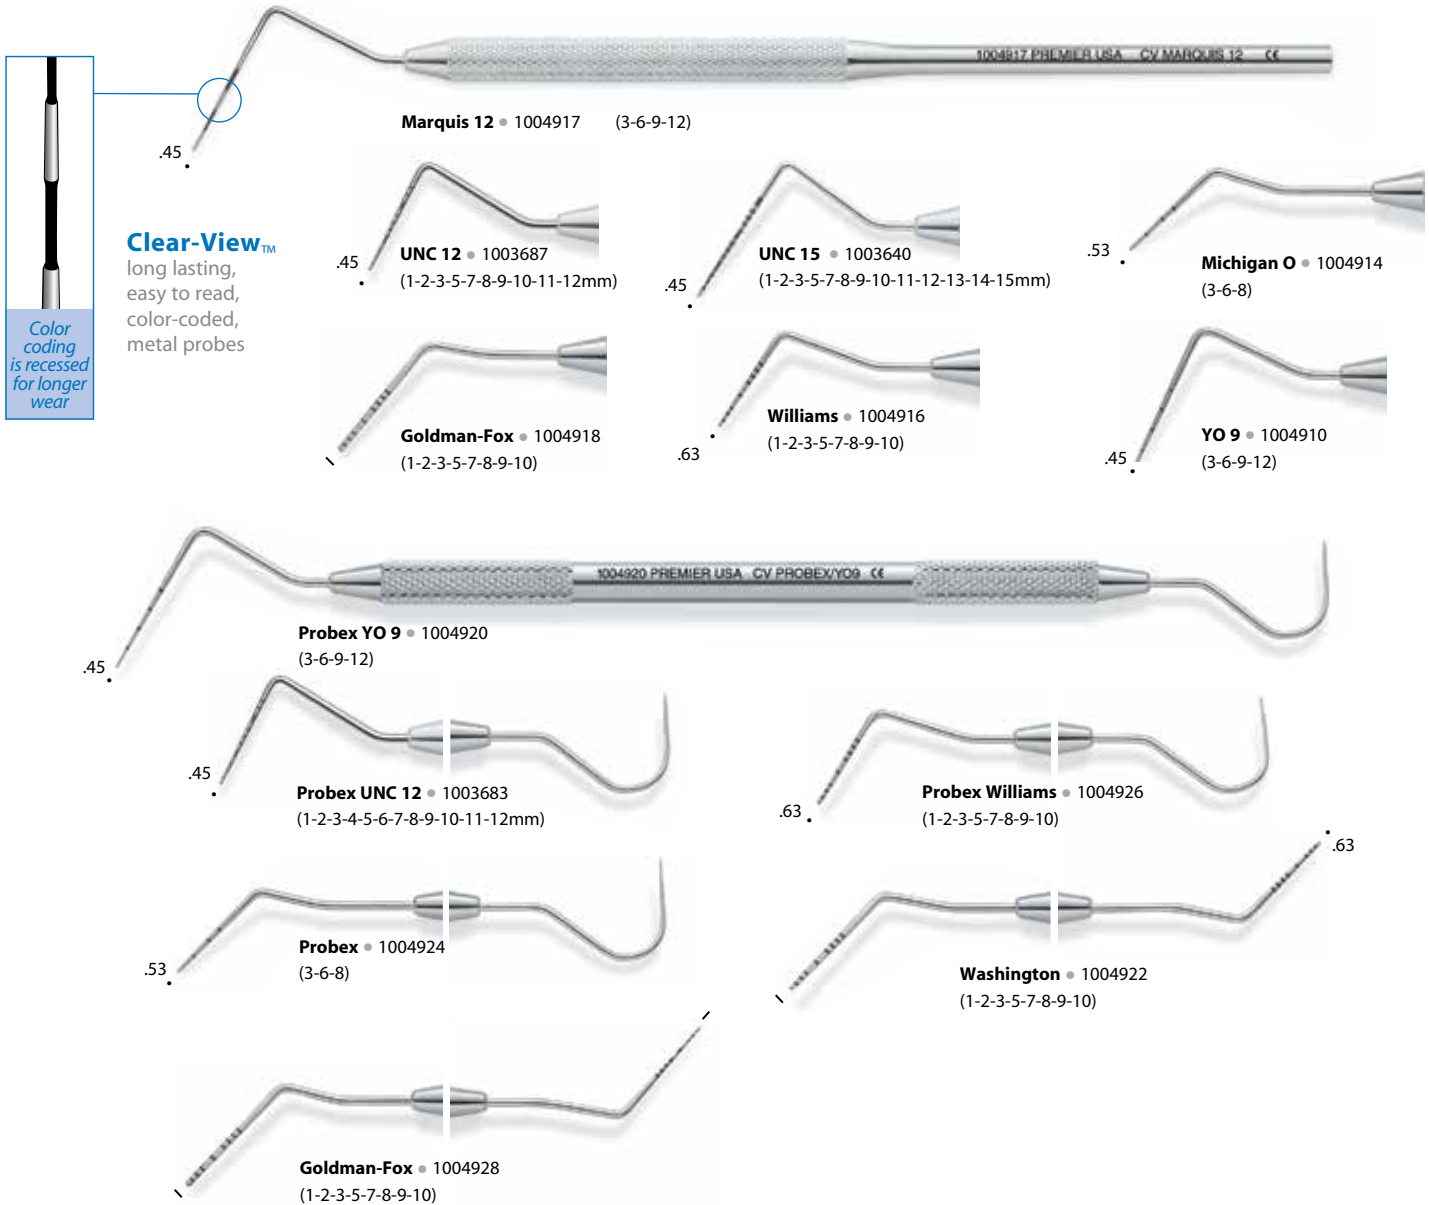 1004917 PREMIER USA CV MARQUIS 12 CE
Marquis 12 • 1004917 (3-6-9-12)
.45
Clear-View™
long lasting,
easy to read,
color-coded,
metal probes
Color
coding
is recessed
for longer
wear
.45
UNC 12 • 1003687
(1-2-3-5-7-8-9-10-11-12mm)
.45
UNC 15 • 1003640
(1-2-3-5-7-8-9-10-11-12-13-14-15mm)
.53
Michigan O • 1004914
(3-6-8)
Goldman-Fox • 1004918
(1-2-3-5-7-8-9-10)
.63
Williams • 1004916
(1-2-3-5-7-8-9-10)
.45
YO 9 • 1004910
(3-6-9-12)
1004920 PREMIER USA CV PROBEX/YO9 CE
Probex YO 9 • 1004920
(3-6-9-12)
.45
.45
Probex UNC 12 • 1003683
(1-2-3-4-5-6-7-8-9-10-11-12mm)
.63
Probex Williams • 1004926
(1-2-3-5-7-8-9-10)
.53
Probex • 1004924
(3-6-8)
.63
Washington • 1004922
(1-2-3-5-7-8-9-10)
Goldman-Fox • 1004928
(1-2-3-5-7-8-9-10)